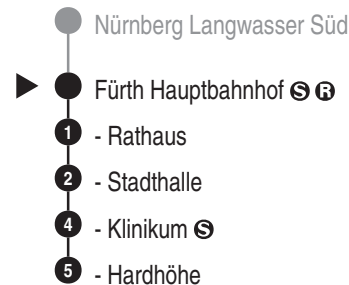 Nürnberg Langwasser Süd
Fürth Hauptbahnhof S R
1 - Rathaus
2 - Stadthalle
4 - Klinikum S
5 - Hardhöhe